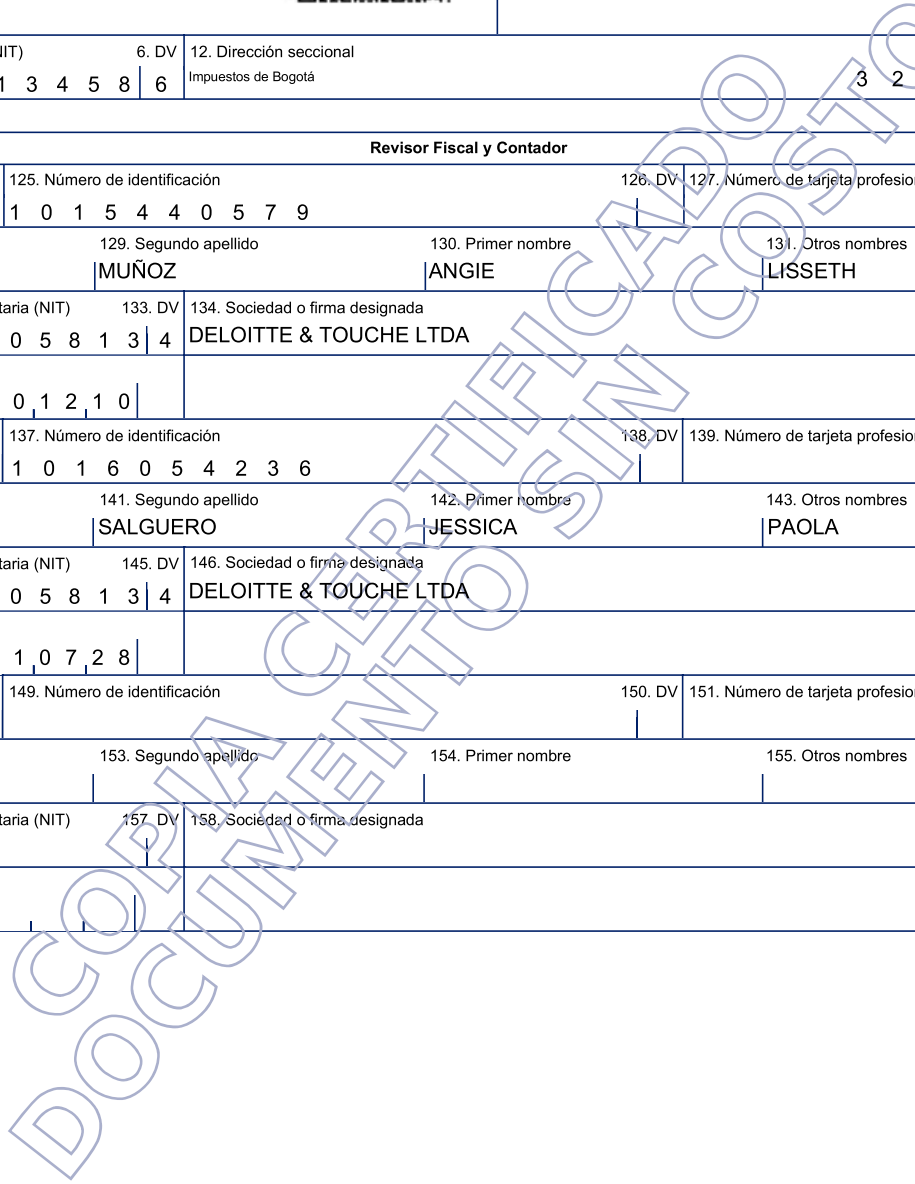 6. DV 12. Dirección seccional
1 3 4 5 8 6 Impuestos de Bogotá 3 2
Revisor Fiscal y Contador
125. Número de identificación 126. DV 127. Número de tarjeta
1 0 1 5 4 4 0 5 7 9
129. Segundo apellido 130. Primer nombre 131. Otros nombres
MUÑOZ ANGIE LISSETH
(NIT) 133. DV 134. Sociedad o firma designada
0 5 8 1 3 4 DELOITTE & TOUCHE LTDA
0 1 2 1 0
137. Número de identificación 138. DV 139. Número de tarjeta
1 0 1 6 0 5 4 2 3 6
141. Segundo apellido 142. Primer nombre 143. Otros nombres
SALGUERO JESSICA PAOLA
(NIT) 145. DV 146. Sociedad o firma designada
0 5 8 1 3 4 DELOITTE & TOUCHE LTDA
1 0 7 2 8
149. Número de identificación 150. DV 151. Número de tarjeta
153. Segundo apellido 154. Primer nombre 155. Otros nombres
(NIT) 157. DV 158. Sociedad o firma designada
COPIA CERTIFICADO
DOCUMENTO SIN COSTO